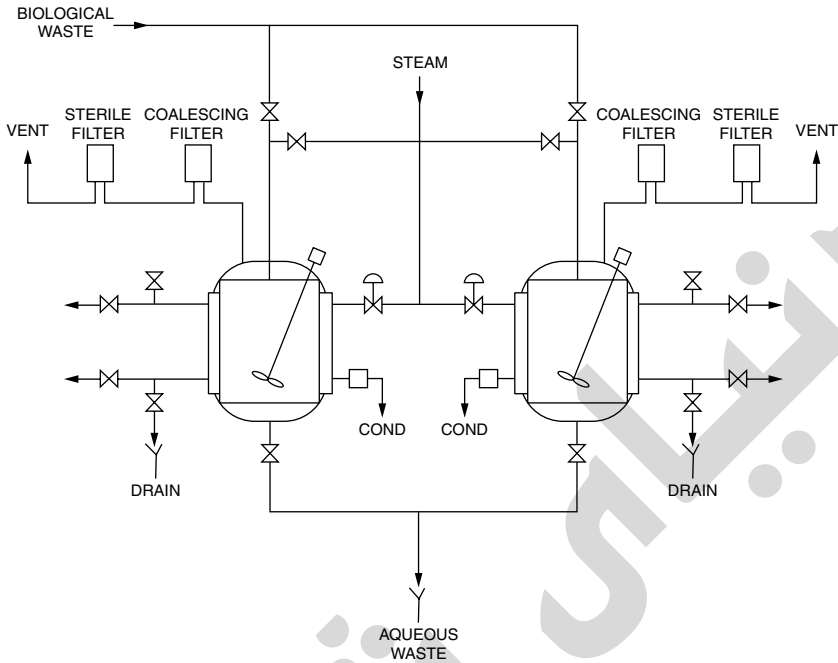 BIOLOGICAL
WASTE
STEAM
VENT
STERILE
FILTER
COALESCING
FILTER
COALESCING
FILTER
STERILE
FILTER
VENT
COND
COND
DRAIN
DRAIN
AQUEOUS
WASTE